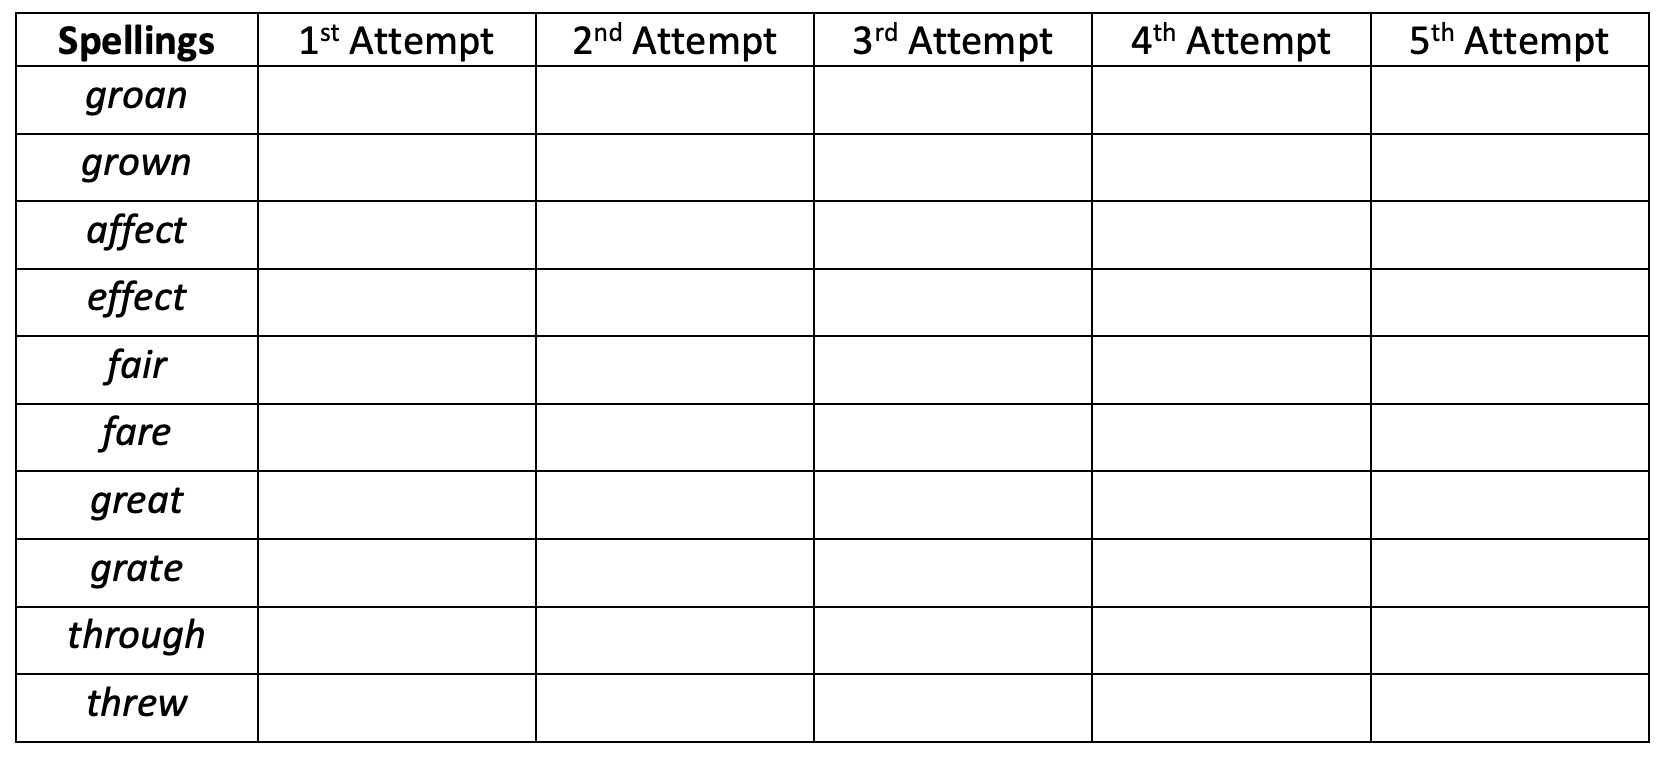 Spellings 1st Attempt 2nd Attempt 3rd Attempt 4th Attempt 5th Attempt
groan
grown
affect
effect
fair
fare
great
grate
through
threw